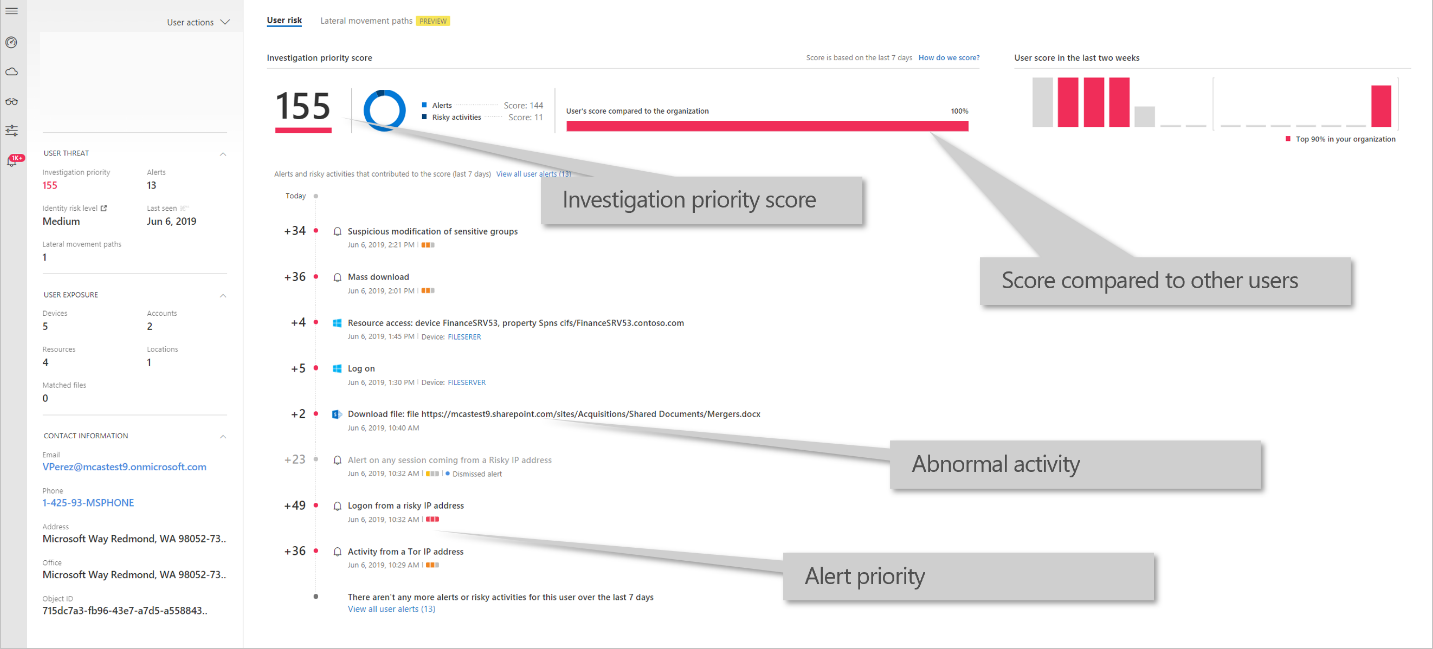 User actions
1K+
USER THREAT
Investigation priority
Alerts
155
13
Identity risk level
Last seen
Medium
Jun 6, 2019
Lateral movement paths
1
USER EXPOSURE
Devices
Accounts
5
2
Resources
Locations
4
1
Matched files
0
CONTACT INFORMATION
Email
VPerez@mcastest9.onmicrosoft.com
Phone
1-425-93-MSPHONE
Address
Microsoft Way Redmond, WA 98052-73..
Office
Microsoft Way Redmond, WA 98052-73..
Object ID
715dc7a3-fb96-43e7-a7d5-a558843..
User risk
Lateral movement paths PREVIEW
Investigation priority score
Score is based on the last 7 days How do we score?
155
Alerts Score: 144
Risky activities Score: 11
User's score compared to the organization
100%
User score in the last two weeks
Top 90% in your organization
Alerts and risky activities that contributed to the score (last 7 days) View all user alerts (13)
Investigation priority score
Score compared to other users
Today
+34 Suspicious modification of sensitive groups
Jun 6, 2019, 2:21 PM |
+36 Mass download
Jun 6, 2019, 2:01 PM |
+4 Resource access: device FinanceSRV53, property Spns cifs/FinanceSRV53.contoso.com
Jun 6, 2019, 1:45 PM | Device: FILESERER
+5 Log on
Jun 6, 2019, 1:30 PM | Device: FILESERVER
+2 Download file: file https://mcastest9.sharepoint.com/sites/Acquisitions/Shared Documents/Mergers.docx
Jun 6, 2019, 10:40 AM
Abnormal activity
+23 Alert on any session coming from a Risky IP address
Jun 6, 2019, 10:32 AM | | Dismissed alert
+49 Logon from a risky IP address
Jun 6, 2019, 10:32 AM |
+36 Activity from a Tor IP address
Jun 6, 2019, 10:29 AM |
Alert priority
There aren't any more alerts or risky activities for this user over the last 7 days
View all user alerts (13)